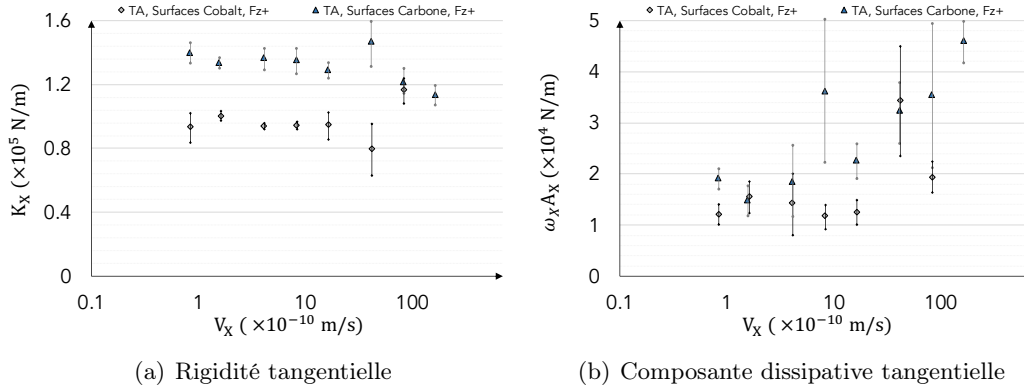 TA, Surfaces Cobalt, Fz+ TA, Surfaces Carbone, Fz+
K_X (×10^5 N/m)
1.6
1.2
0.8
0.4
0
0.1 1 10 100
V_X ( ×10^−10 m/s)
(a) Rigidité tangentielle
TA, Surfaces Cobalt, Fz+ TA, Surfaces Carbone, Fz+
ω_X A_X (×10^4 N/m)
5
4
3
2
1
0
0.1 1 10 100
V_X ( ×10^−10 m/s)
(b) Composante dissipative tangentielle